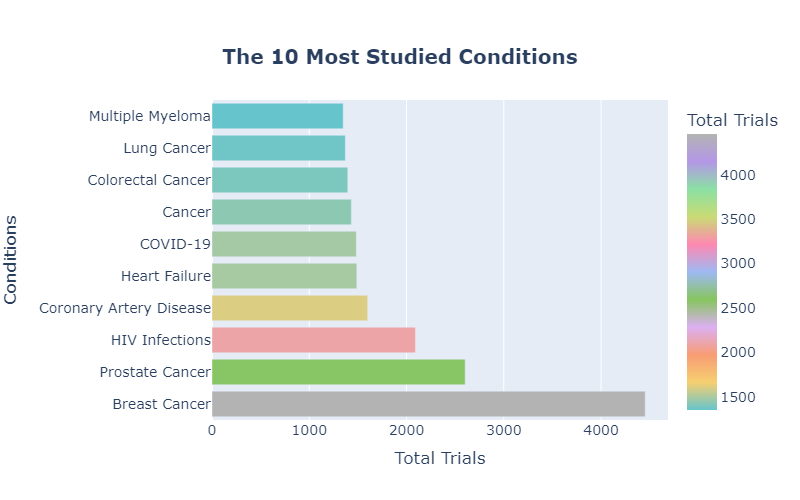 The 10 Most Studied Conditions
Conditions
Multiple Myeloma
Lung Cancer
Colorectal Cancer
Cancer
COVID-19
Heart Failure
Coronary Artery Disease
HIV Infections
Prostate Cancer
Breast Cancer
0 1000 2000 3000 4000
Total Trials
Total Trials
4000
3500
3000
2500
2000
1500